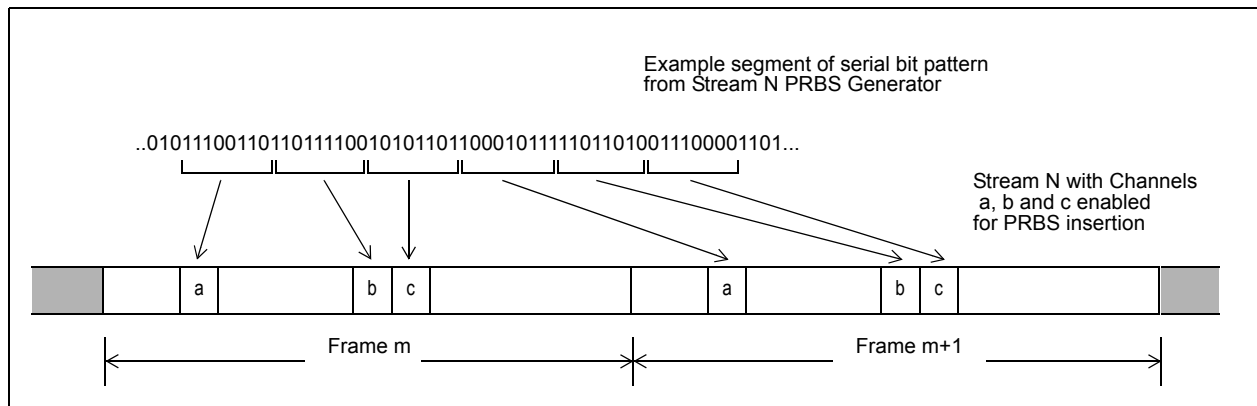 Example segment of serial bit pattern
from Stream N PRBS Generator
..010111001101101111001010110110001011111011010011100001101...
Stream N with Channels
a, b and c enabled
for PRBS insertion
a b c a b c
Frame m Frame m+1